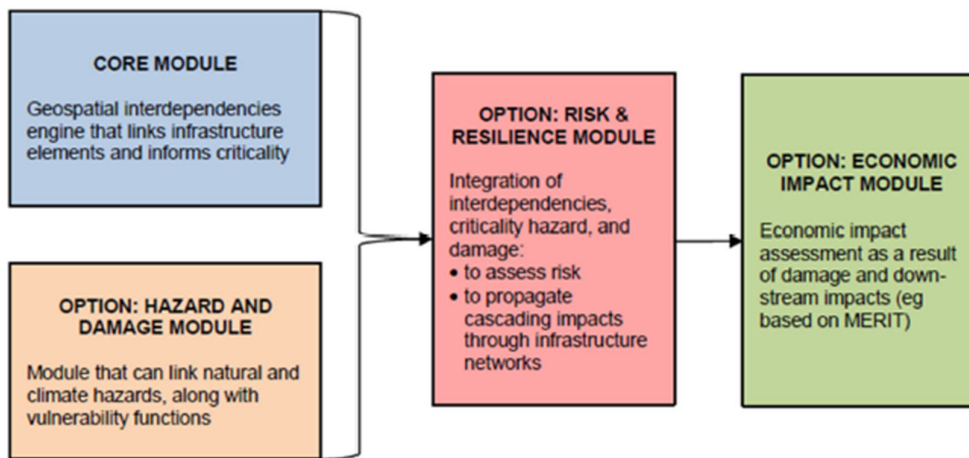 CORE MODULE
Geospatial interdependencies
engine that links infrastructure
elements and informs criticality
OPTION: HAZARD AND
DAMAGE MODULE
Module that can link natural and
climate hazards, along with
vulnerability functions
OPTION: RISK &
RESILIENCE MODULE
Integration of
interdependencies,
criticality hazard, and
damage:
• to assess risk
• to propagate
cascading impacts
through infrastructure
networks
OPTION: ECONOMIC
IMPACT MODULE
Economic impact
assessment as a result
of damage and down-
stream impacts (eg
based on MERIT)